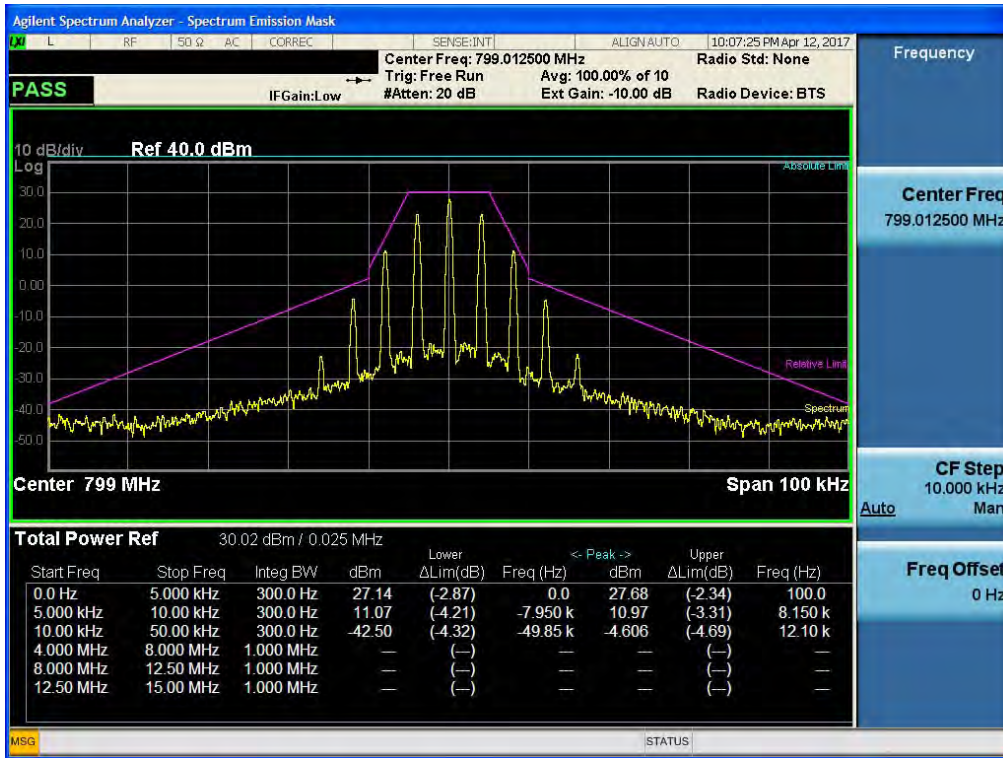 Agilent Spectrum Analyzer - Spectrum Emission Mask
LXI L RF 50 Ω AC CORREC SENSE:INT ALIGN AUTO 10:07:25 PM Apr 12, 2017
Center Freq: 799.012500 MHz Radio Std: None
Trig: Free Run Avg: 100.00% of 10
PASS IFGain:Low #Atten: 20 dB Ext Gain: -10.00 dB Radio Device: BTS
Frequency
10 dB/div Ref 40.0 dBm
Log Absolute Limit
30.0
20.0
10.0
0.00
-10.0
-20.0
Relative Limit
-30.0
-40.0 Spectrum
-50.0
Center 799 MHz Span 100 kHz
Center Freq
799.012500 MHz
CF Step
10.000 kHz
Auto Man
Freq Offset
0 Hz
Total Power Ref 30.02 dBm / 0.025 MHz
Lower <- Peak -> Upper
Start Freq Stop Freq Integ BW dBm ΔLim(dB) Freq (Hz) dBm ΔLim(dB) Freq (Hz)
0.0 Hz 5.000 kHz 300.0 Hz 27.14 (-2.87) 0.0 27.68 (-2.34) 100.0
5.000 kHz 10.00 kHz 300.0 Hz 11.07 (-4.21) -7.950 k 10.97 (-3.31) 8.150 k
10.00 kHz 50.00 kHz 300.0 Hz -42.50 (-4.32) -49.85 k -4.606 (-4.69) 12.10 k
4.000 MHz 8.000 MHz 1.000 MHz --- (---) --- --- (---) ---
8.000 MHz 12.50 MHz 1.000 MHz --- (---) --- --- (---) ---
12.50 MHz 15.00 MHz 1.000 MHz --- (---) --- --- (---) ---
MSG STATUS